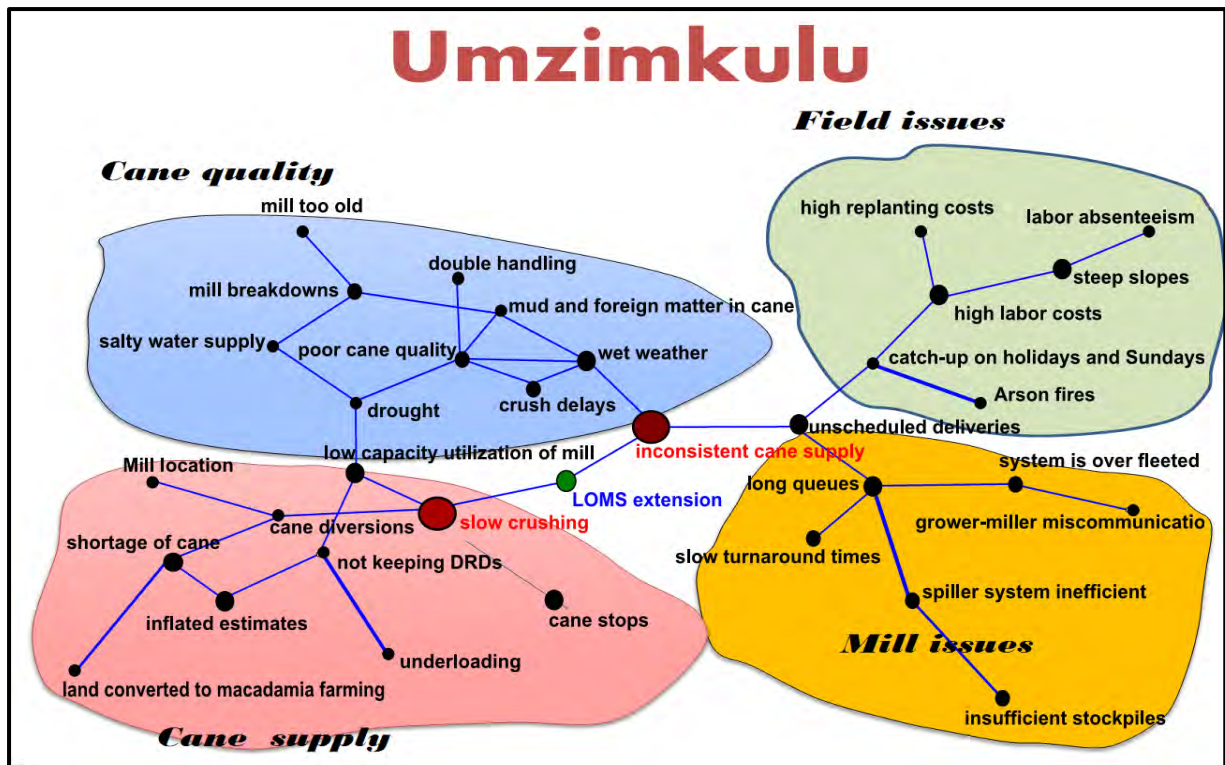 Umzimkulu
Field issues
Cane quality
mill too old
high replanting costs
labor absenteeism
double handling
steep slopes
mill breakdowns
mud and foreign matter in cane
high labor costs
salty water supply
poor cane quality
wet weather
catch-up on holidays and Sundays
crush delays
Arson fires
drought
unscheduled deliveries
low capacity utilization of mill
inconsistent cane supply
system is over fleeted
Mill location
long queues
LOMS extension
cane diversions
slow crushing
grower-miller miscommunicatio
shortage of cane
not keeping DRDs
slow turnaround times
spiller system inefficient
inflated estimates
cane stops
Mill issues
underloading
land converted to macadamia farming
insufficient stockpiles
Cane supply